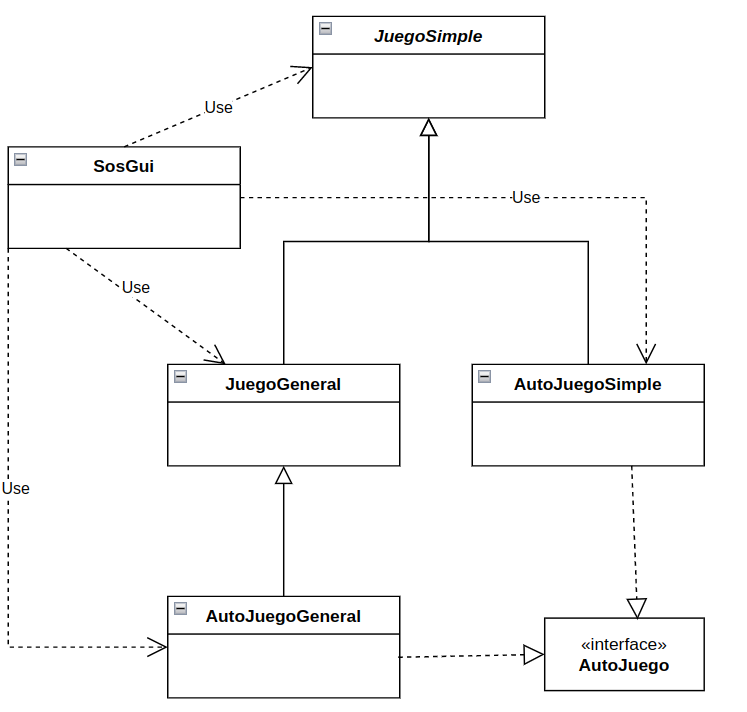 JuegoSimple
Use
SosGui
Use
Use
JuegoGeneral
AutoJuegoSimple
Use
AutoJuegoGeneral
«interface»
AutoJuego